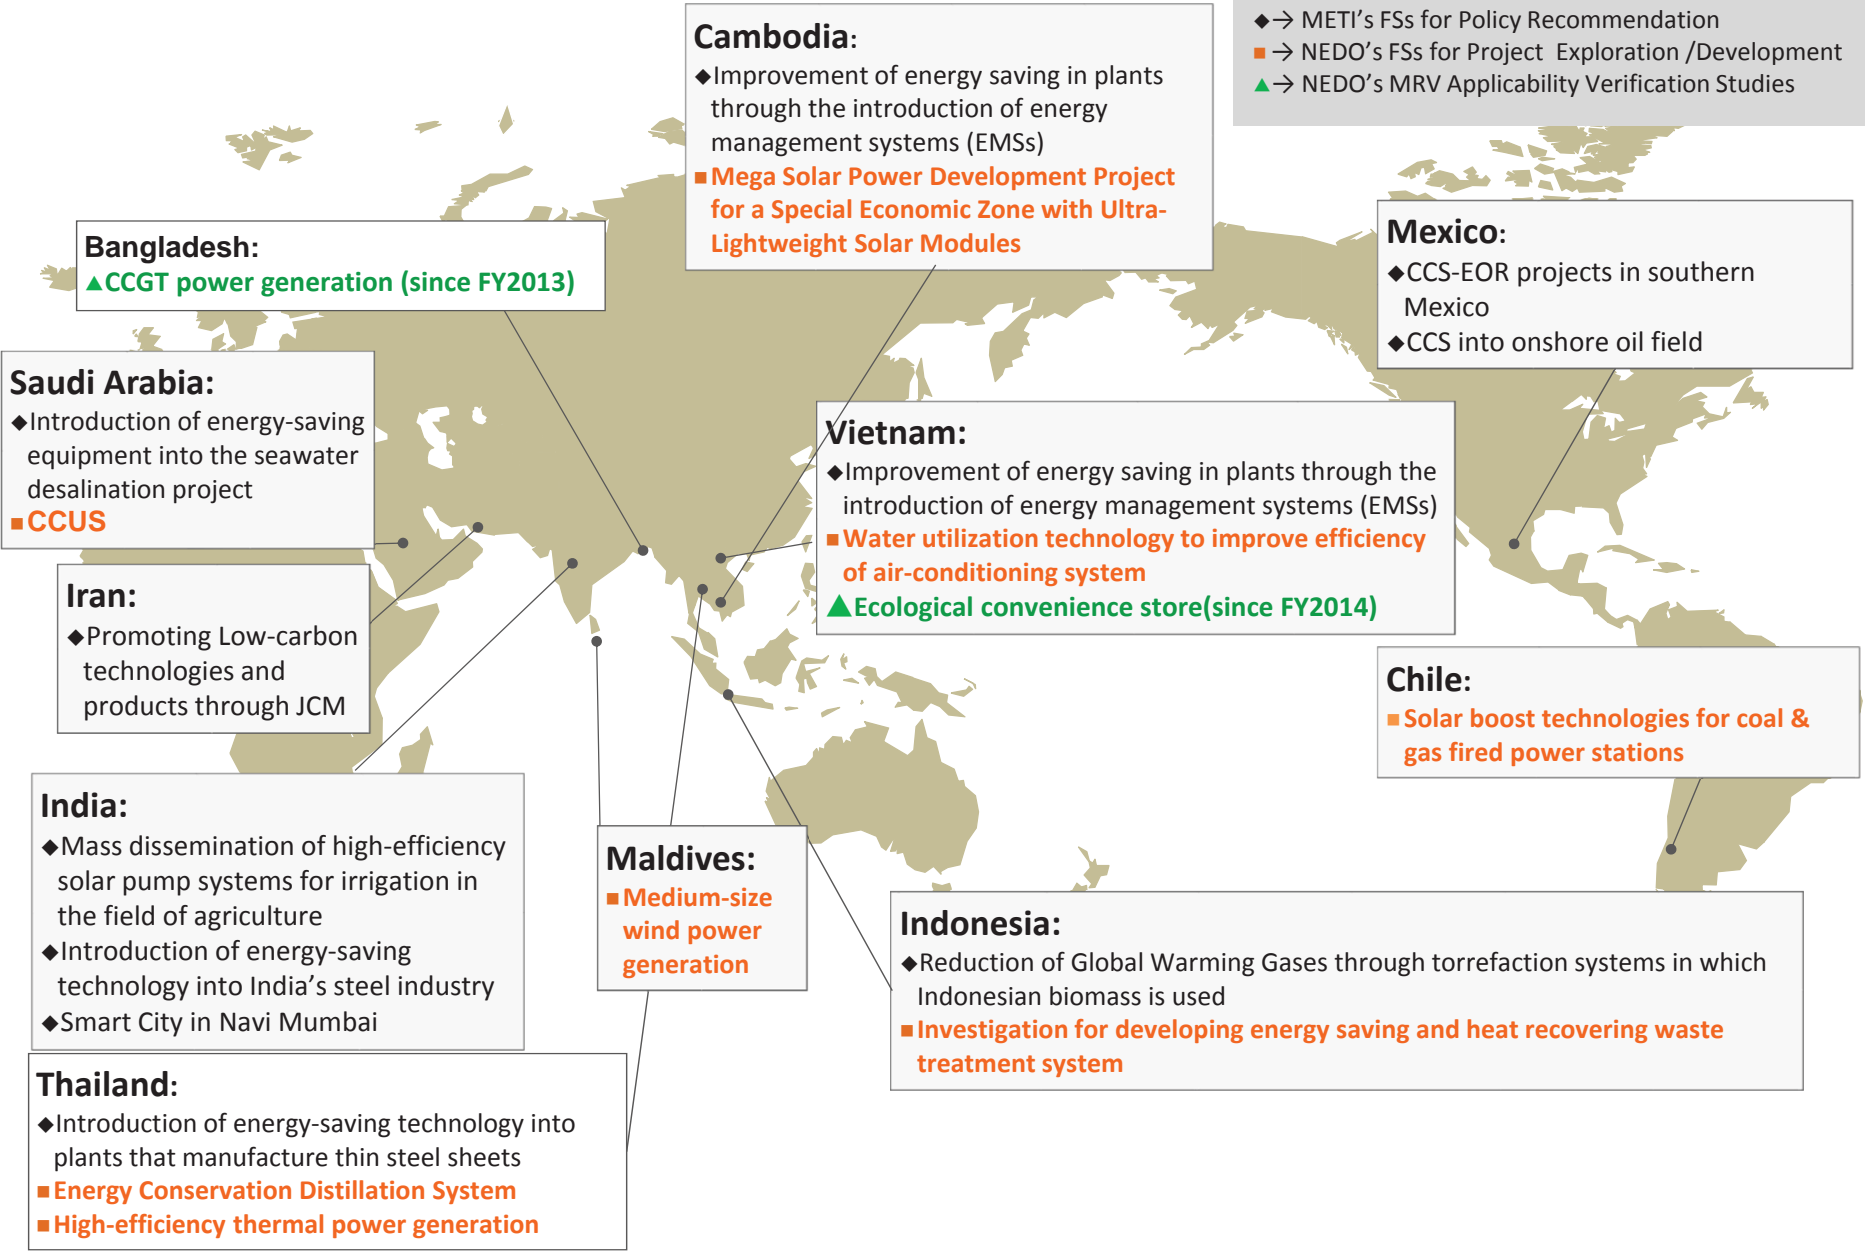 ◆→ METI's FSs for Policy Recommendation
■→ NEDO's FSs for Project Exploration /Development
▲→ NEDO's MRV Applicability Verification Studies
Cambodia:
◆Improvement of energy saving in plants
through the introduction of energy
management systems (EMSs)
■Mega Solar Power Development Project
for a Special Economic Zone with Ultra-
Lightweight Solar Modules
Bangladesh:
▲CCGT power generation (since FY2013)
Mexico:
◆CCS-EOR projects in southern
Mexico
◆CCS into onshore oil field
Saudi Arabia:
◆Introduction of energy-saving
equipment into the seawater
desalination project
■CCUS
Vietnam:
◆Improvement of energy saving in plants through the
introduction of energy management systems (EMSs)
■Water utilization technology to improve efficiency
of air-conditioning system
▲Ecological convenience store(since FY2014)
Iran:
◆Promoting Low-carbon
technologies and
products through JCM
Chile:
■Solar boost technologies for coal &
gas fired power stations
India:
◆Mass dissemination of high-efficiency
solar pump systems for irrigation in
the field of agriculture
◆Introduction of energy-saving
technology into India's steel industry
◆Smart City in Navi Mumbai
Maldives:
■Medium-size
wind power
generation
Indonesia:
◆Reduction of Global Warming Gases through torrefaction systems in which
Indonesian biomass is used
■Investigation for developing energy saving and heat recovering waste
treatment system
Thailand:
◆Introduction of energy-saving technology into
plants that manufacture thin steel sheets
■Energy Conservation Distillation System
■High-efficiency thermal power generation